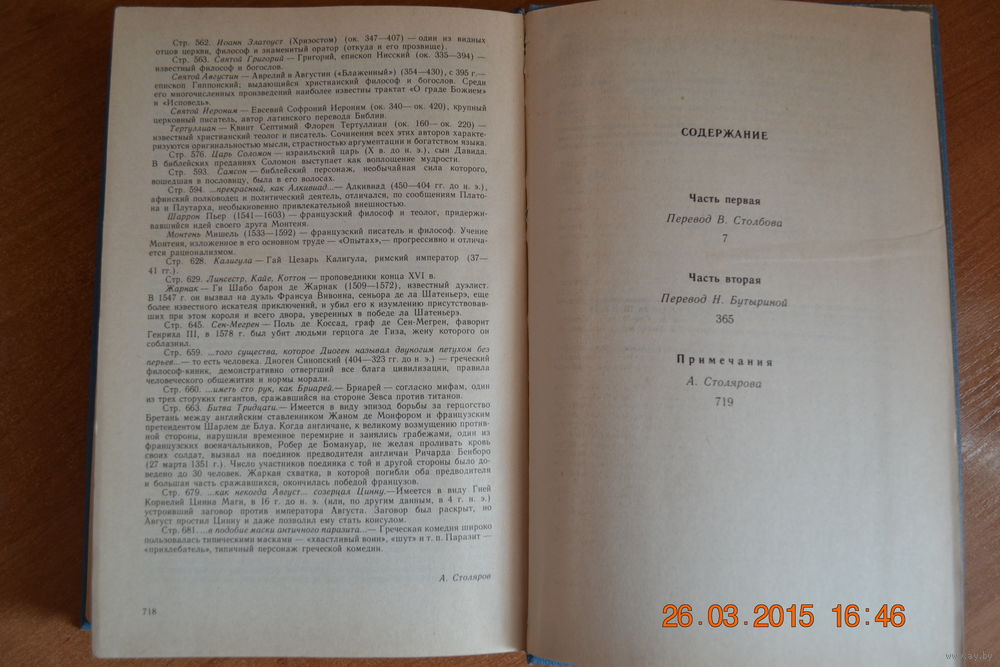 Стр. 562. Иоанн Златоуст (Хризостом) (ок. 347—407) — один из видных
отцов церкви, философ и знаменитый оратор (откуда и его прозвище).
Стр. 563. Святой Григорий — Григорий, епископ Нисский (ок. 335—394) —
известный философ и богослов.
Святой Августин — Аврелий и Августин («Блаженный») (354—430), с 395 г.—
епископ Гиппонский; выдающийся христианский философ и богослов. Среди
его многочисленных произведений наиболее известны трактат «О граде Божием»
и «Исповедь».
Святой Иероним — Евсевий Софроний Иероним (ок. 340— ок. 420), крупный
церковный писатель, автор латинского перевода Библии.
Тертуллиан — Квинт Септимий Флорен Тертуллиан (ок. 160— ок. 220) —
известный христианский теолог и писатель. Сочинения всех этих авторов характе-
ризуются оригинальностью мысли, страстностью аргументации и богатством языка.
Стр. 576. Царь Соломон — израильский царь (X в. до н. э.), сын Давида.
В библейских преданиях Соломон выступает как воплощение мудрости.
Стр. 593. Самсон — библейский персонаж, необычайная сила которого,
вошедшая в пословицу, была в его волосах.
Стр. 594. ...прекрасный, как Алкивиад...— Алкивиад (450—404 гг. до н. э.),
афинский полководец и политический деятель, отличался, по сообщениям Плато-
на и Плутарха, необыкновенно привлекательной внешностью.
Шаррон Пьер (1541—1603) — французский философ и теолог, придержи-
вавшийся идей своего друга Монтеня.
Монтень Мишель (1533—1592) — французский писатель и философ. Учение
Монтеня, изложенное в его основном труде — «Опытах»,— прогрессивно и отлича-
ется рационализмом.
Стр. 628. Калигула — Гай Цезарь Калигула, римский император (37—
41 гг.).
Стр. 629. Линсестр, Кайе, Коттон — проповедники конца XVI в.
Жарнак — Ги Шабо барон де Жарнак (1509—1572), известный дуэлист.
В 1547 г. он вызвал на дуэль Франсуа Вивонна, сеньора де ла Шатеньерэ, еще
более известного искателя приключений, и убил его к изумлению присутствовав-
ших при этом короля и всего двора, уверенных в победе ла Шатеньерэ.
Стр. 645. Сен-Мегрен — Поль де Коссад, граф де Сен-Мегрен, фаворит
Генриха III, в 1578 г. был убит людьми герцога де Гиза, жену которого он
соблазнил.
Стр. 659. ...того существа, которое Диоген называл двуногим петухом без
перьев...— то есть человека. Диоген Синопский (404—323 гг. до н. э.) — греческий
философ-киник, демонстративно отвергший все блага цивилизации, правила
человеческого общежития и нормы морали.
Стр. 660. ...иметь сто рук, как Бриарей.— Бриарей — согласно мифам, один
из трех сторуких гигантов, сражавшийся на стороне Зевса против титанов.
Стр. 663. Битва Тридцати.— Имеется в виду эпизод борьбы за герцогство
Бретань между английским ставленником Жаном де Монфором и французским
претендентом Шарлем де Блуа. Когда англичане, к великому возмущению против-
ной стороны, нарушили временное перемирие и занялись грабежами, один из
французских военачальников, Робер де Бомануар, не желая проливать кровь
своих солдат, вызвал на поединок предводителя англичан Ричарда Бенборо
(27 марта 1351 г.). Число участников поединка с той и другой стороны было до-
ведено до 30 человек. Жаркая схватка, в которой погибли оба предводителя
и большая часть сражавшихся, окончилась победой французов.
Стр. 679. ...как некогда Август... созерцал Цинну.—Имеется в виду Гней
Корнелий Цинна Магн, в 16 г. до н. э. (или, по другим данным, в 4 г. н. э.)
устроивший заговор против императора Августа. Заговор был раскрыт, но
Август простил Цинну и даже позволил ему стать консулом.
Стр. 681. ...в подобие маски античного паразита...— Греческая комедия широко
пользовалась типическими масками — «хвастливый воин», «шут» и т. п. Паразит —
«прихлебатель», типичный персонаж греческой комедии.
А. Столяров
718
СОДЕРЖАНИЕ
Часть первая
Перевод В. Столбова
7
Часть вторая
Перевод Н. Бутыриной
365
Примечания
А. Столярова
719
26.03.2015 16:46
www.ay.by